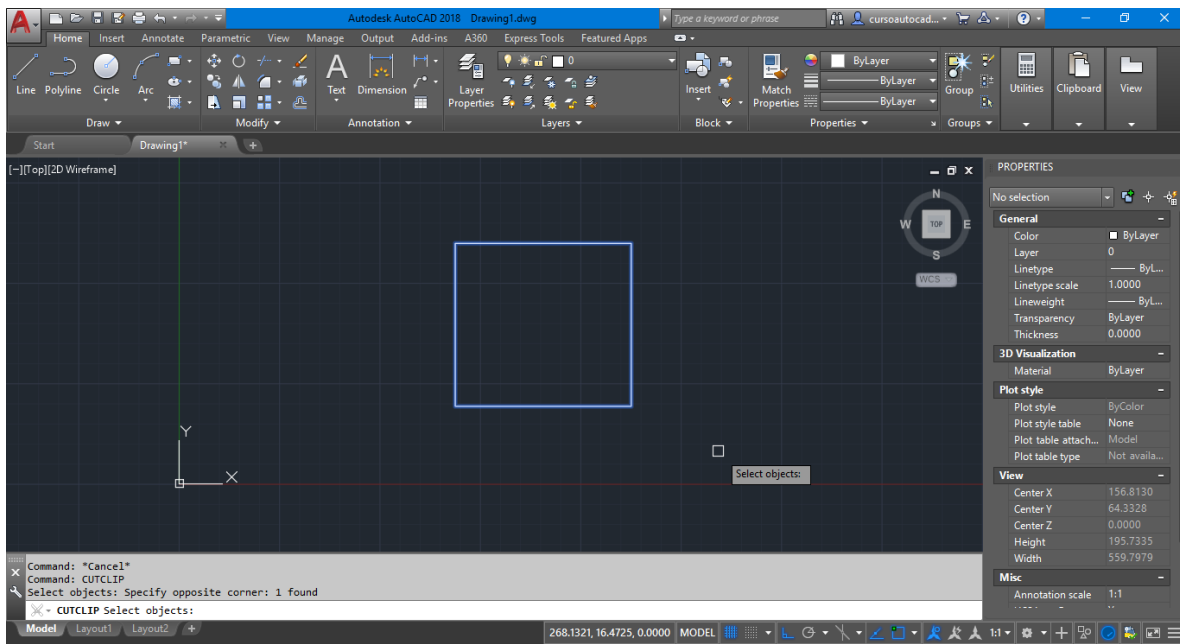 Autodesk AutoCAD 2018 Drawing1.dwg
Type a keyword or phrase
cursoautocad...
Home Insert Annotate Parametric View Manage Output Add-ins A360 Express Tools Featured Apps
Line Polyline Circle Arc
Text Dimension
Layer Properties
0
Insert
Match Properties
ByLayer
ByLayer
ByLayer
Group
Utilities Clipboard View
Draw Modify Annotation Layers Block Properties Groups
Start Drawing1* +
[−][Top][2D Wireframe]
N
W TOP E
S
WCS
Y
X
Select objects:
PROPERTIES
No selection
General
Color ByLayer
Layer 0
Linetype ByL...
Linetype scale 1.0000
Lineweight ByL...
Transparency ByLayer
Thickness 0.0000
3D Visualization
Material ByLayer
Plot style
Plot style ByColor
Plot style table None
Plot table attach... Model
Plot table type Not availa...
View
Center X 156.8130
Center Y 64.3328
Center Z 0.0000
Height 195.7335
Width 559.7979
Misc
Annotation scale 1:1
Command: *Cancel*
Command: CUTCLIP
Select objects: Specify opposite corner: 1 found
CUTCLIP Select objects:
Model Layout1 Layout2 +
268.1321, 16.4725, 0.0000 MODEL 1:1